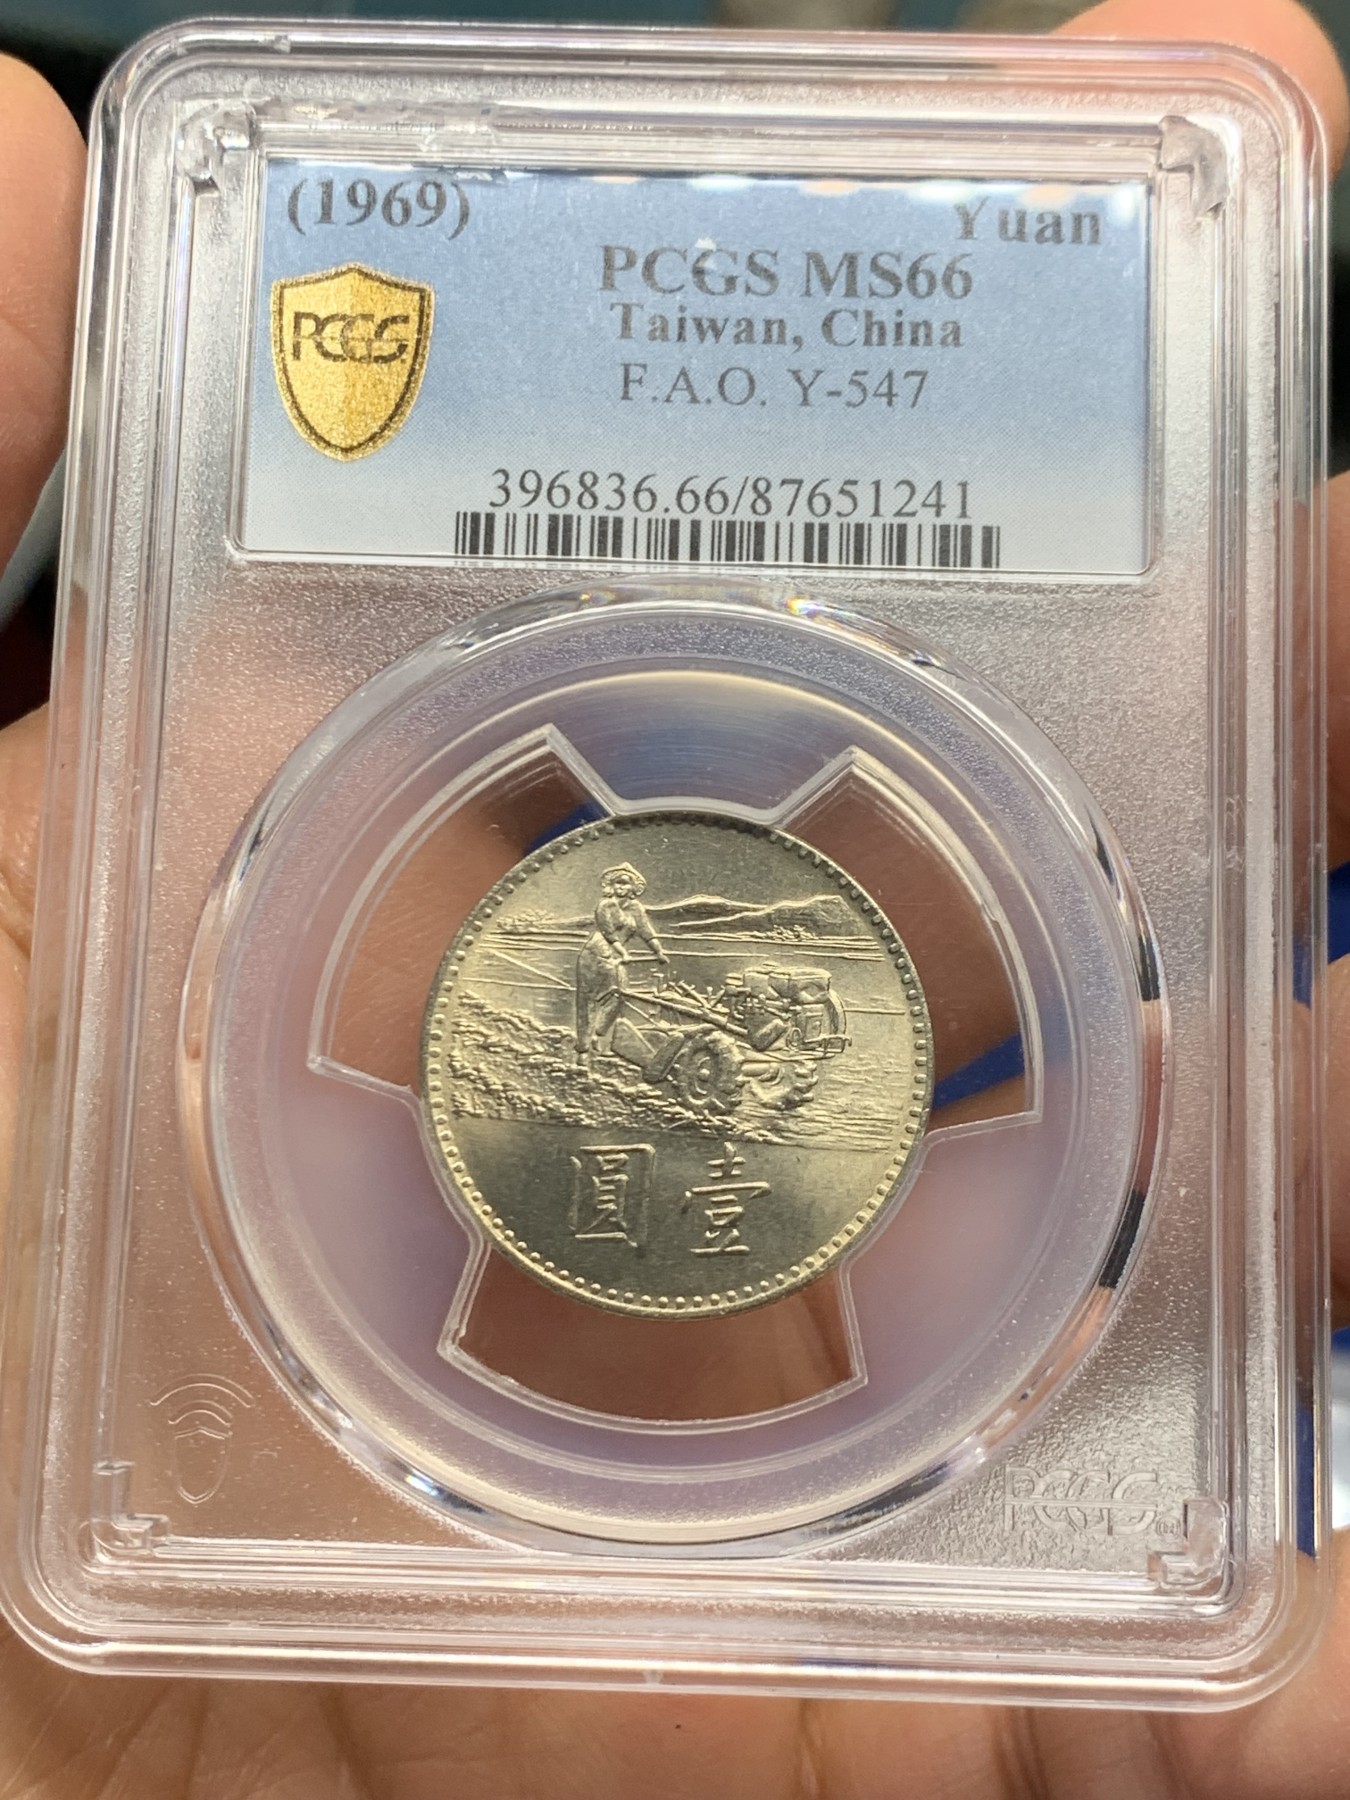 (1969) Yuan
PCGS MS66
PCGS Taiwan, China
F.A.O. Y-547
396836.66/87651241
圓 壹
PCGS®